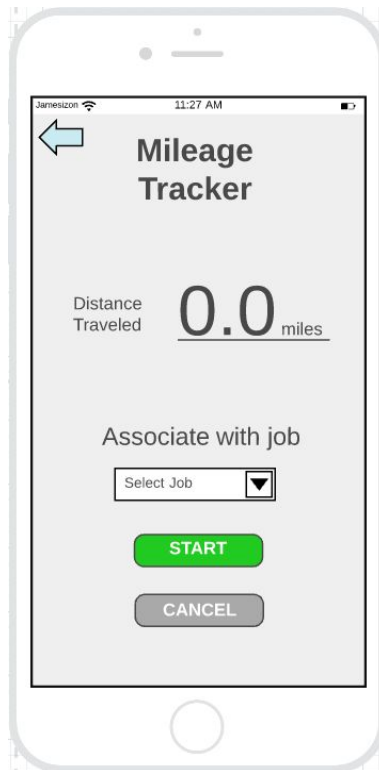 Jamesizon 11:27 AM
Mileage
Tracker
Distance
Traveled
0.0 miles
Associate with job
Select Job
START
CANCEL